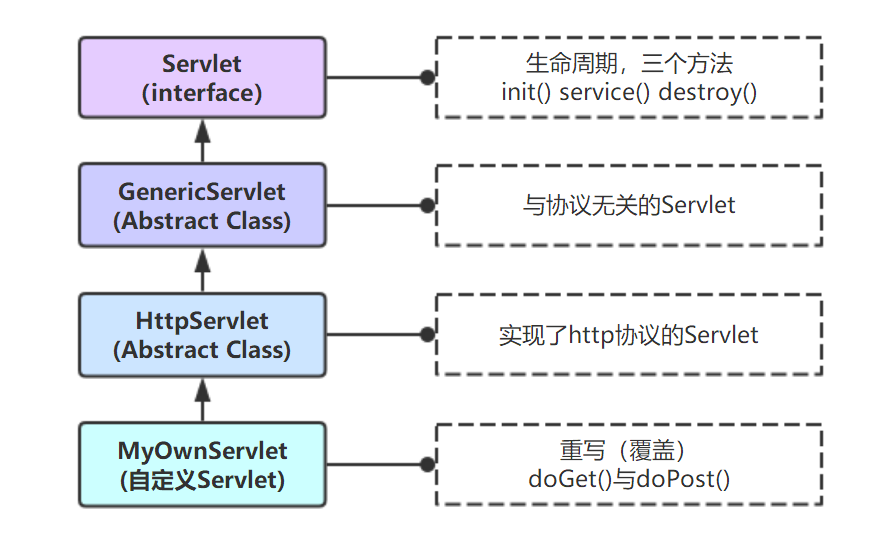 Servlet
(interface)
生命周期，三个方法
init() service() destroy()
GenericServlet
(Abstract Class)
与协议无关的Servlet
HttpServlet
(Abstract Class)
实现了http协议的Servlet
MyOwnServlet
(自定义Servlet)
重写（覆盖）
doGet()与doPost()